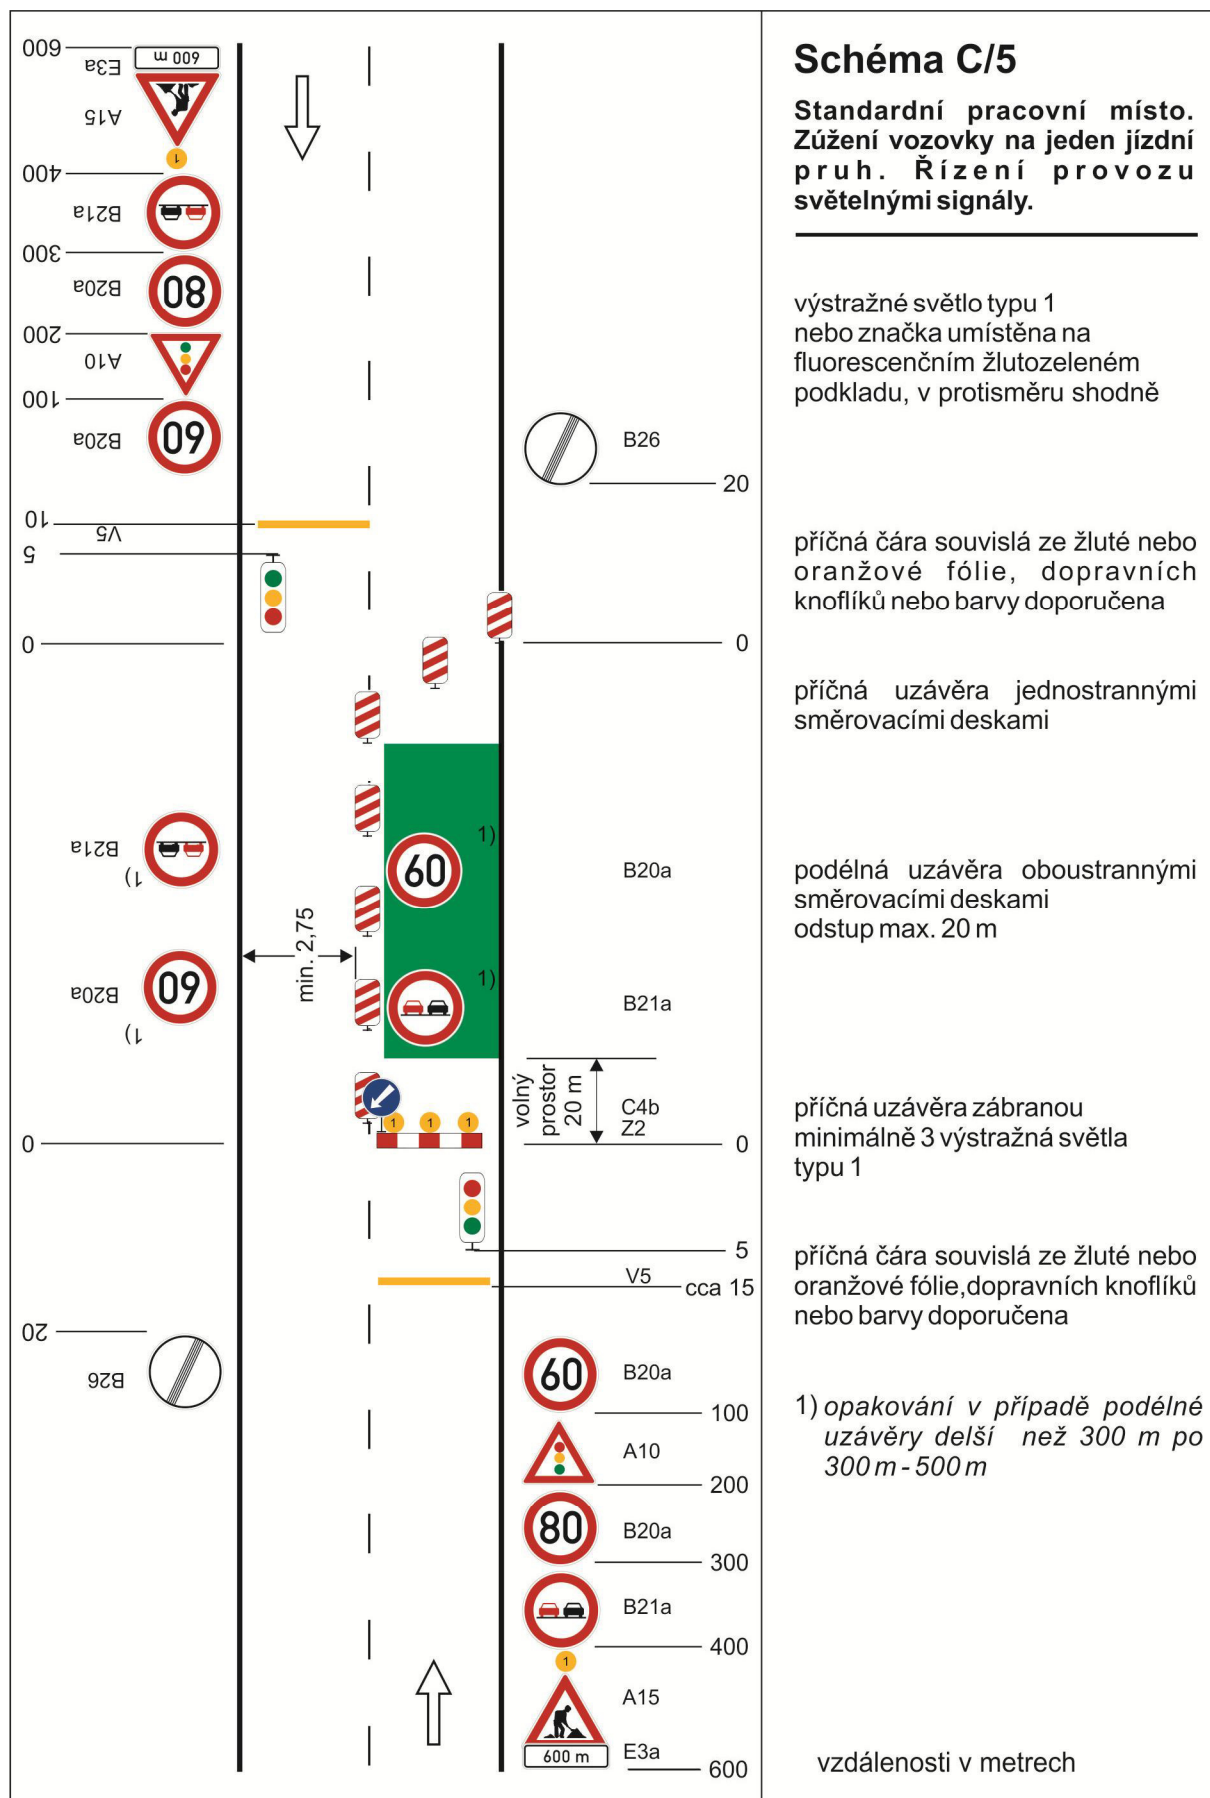 600
E3a
600 m
A15
1
400
B21a
300
B20a
80
200
A10
100
B20a
60
10
V5
5
0
B21a
1)
B20a
60
1)
0
20
B26
B26
20
0
1)
60
B20a
min. 2,75
1)
B21a
volný
prostor
20 m
C4b
Z2
1 1 1
0
5
V5
cca 15
60
B20a
100
A10
200
80
B20a
300
B21a
400
1
A15
600 m
E3a
600
Schéma C/5
Standardní pracovní místo.
Zúžení vozovky na jeden jízdní
pruh. Řízení provozu
světelnými signály.
výstražné světlo typu 1
nebo značka umístěna na
fluorescenčním žlutozeleném
podkladu, v protisměru shodně
příčná čára souvislá ze žluté nebo
oranžové fólie, dopravních
knoflíků nebo barvy doporučena
příčná uzávěra jednostrannými
směrovacími deskami
podélná uzávěra oboustrannými
směrovacími deskami
odstup max. 20 m
příčná uzávěra zábranou
minimálně 3 výstražná světla
typu 1
příčná čára souvislá ze žluté nebo
oranžové fólie,dopravních knoflíků
nebo barvy doporučena
1) opakování v případě podélné
uzávěry delší než 300 m po
300 m - 500 m
vzdálenosti v metrech